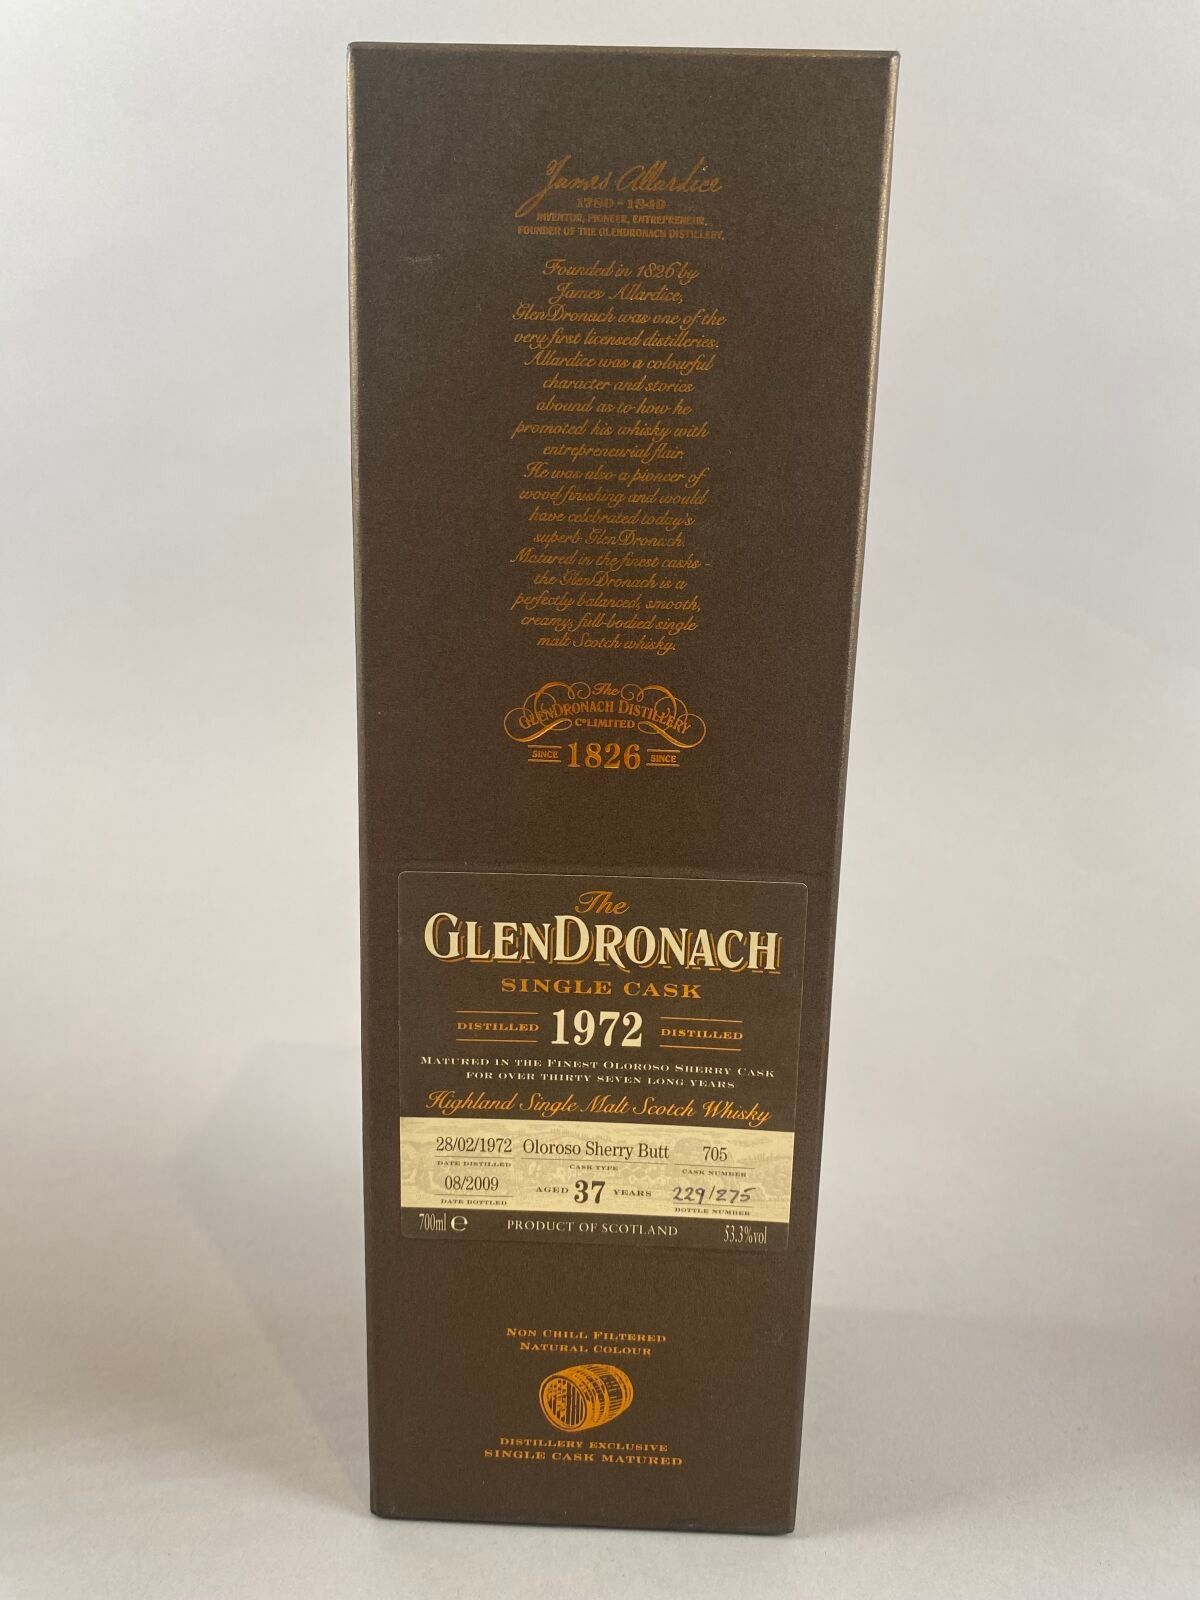 James Allardice
1780 - 1849
INVENTOR, PIONEER, ENTREPRENEUR,
FOUNDER OF THE GLENDRONACH DISTILLERY.
Founded in 1826 by
James Allardice,
GlenDronach was one of the
very first licensed distilleries.
Allardice was a colourful
character and stories
abound as to how he
promoted his whisky with
entrepreneurial flair.
He was also a pioneer of
wood finishing and would
have celebrated today's
superb GlenDronach.
Matured in the finest casks -
the GlenDronach is a
perfectly balanced, smooth,
creamy, full-bodied single
malt Scotch whisky.
The
GLENDRONACH DISTILLERY
Co LIMITED
SINCE 1826 SINCE
The
GLENDRONACH
SINGLE CASK
DISTILLED 1972 DISTILLED
MATURED IN THE FINEST OLOROSO SHERRY CASK
FOR OVER THIRTY SEVEN LONG YEARS
Highland Single Malt Scotch Whisky
28/02/1972 Oloroso Sherry Butt 705
DATE DISTILLED CASK TYPE CASK NUMBER
08/2009 AGED 37 YEARS 229/275
DATE BOTTLED BOTTLE NUMBER
700ml e PRODUCT OF SCOTLAND 53.3%vol
NON CHILL FILTERED
NATURAL COLOUR
DISTILLERY EXCLUSIVE
SINGLE CASK MATURED